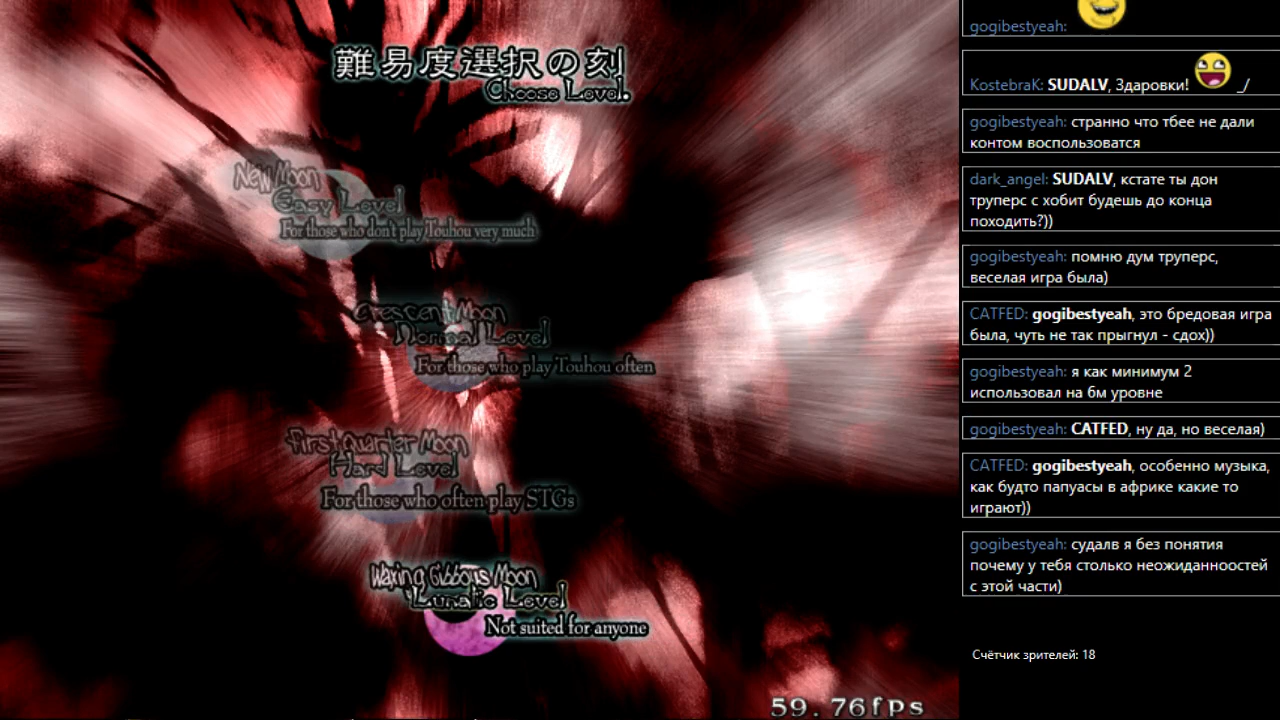 難易度選択の刻
Choose Level.
New Moon
Easy Level
For those who don't play Touhou very much
Crescent Moon
Normal Level
For those who play Touhou often
First Quarter Moon
Hard Level
For those who often play STGs
Waxing Gibbous Moon
Lunatic Level
Not suited for anyone
59.76fps
gogibestyeah:
KostebraK: SUDALV, Здаровки! _/
gogibestyeah: странно что тбее не дали
контом воспользоватся
dark_angel: SUDALV, кстате ты дон
труперс с хобит будешь до конца
походить?))
gogibestyeah: помню дум труперс,
веселая игра была)
CATFED: gogibestyeah, это бредовая игра
была, чуть не так прыгнул - сдох))
gogibestyeah: я как минимум 2
использовал на 6м уровне
gogibestyeah: CATFED, ну да, но веселая)
CATFED: gogibestyeah, особенно музыка,
как будто папуасы в африке какие то
играют))
gogibestyeah: судалв я без понятия
почему у тебя столько неожиданноостей
с этой части)
Счётчик зрителей: 18